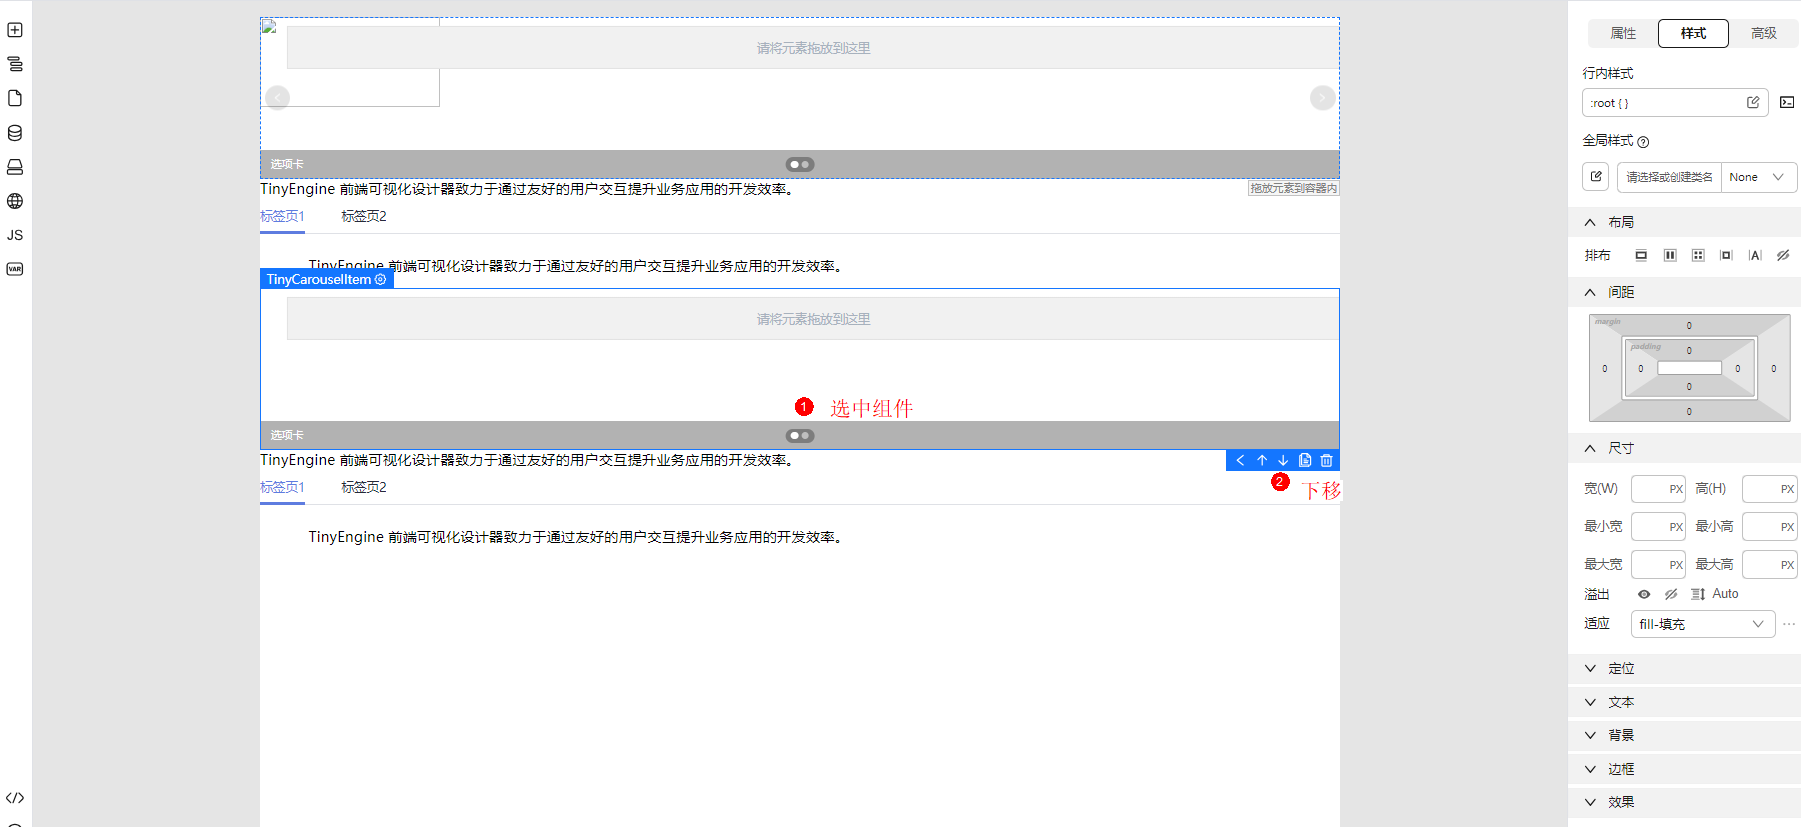 请将元素拖放到这里
选项卡
TinyEngine 前端可视化设计器致力于通过友好的用户交互提升业务应用的开发效率。
拖放元素到容器内
标签页1 标签页2
TinyEngine 前端可视化设计器致力于通过友好的用户交互提升业务应用的开发效率。
TinyCarouselItem
请将元素拖放到这里
1 选中组件
选项卡
TinyEngine 前端可视化设计器致力于通过友好的用户交互提升业务应用的开发效率。
2 下移
标签页1 标签页2
TinyEngine 前端可视化设计器致力于通过友好的用户交互提升业务应用的开发效率。
JS
VAR
属性 样式 高级
行内样式
:root { }
全局样式
请选择或创建类名 None
布局
排布 A
间距
margin 0
padding 0
0 0 0 0
0
0
尺寸
宽(W) PX 高(H) PX
最小宽 PX 最小高 PX
最大宽 PX 最大高 PX
溢出 Auto
适应 fill-填充
定位
文本
背景
边框
效果